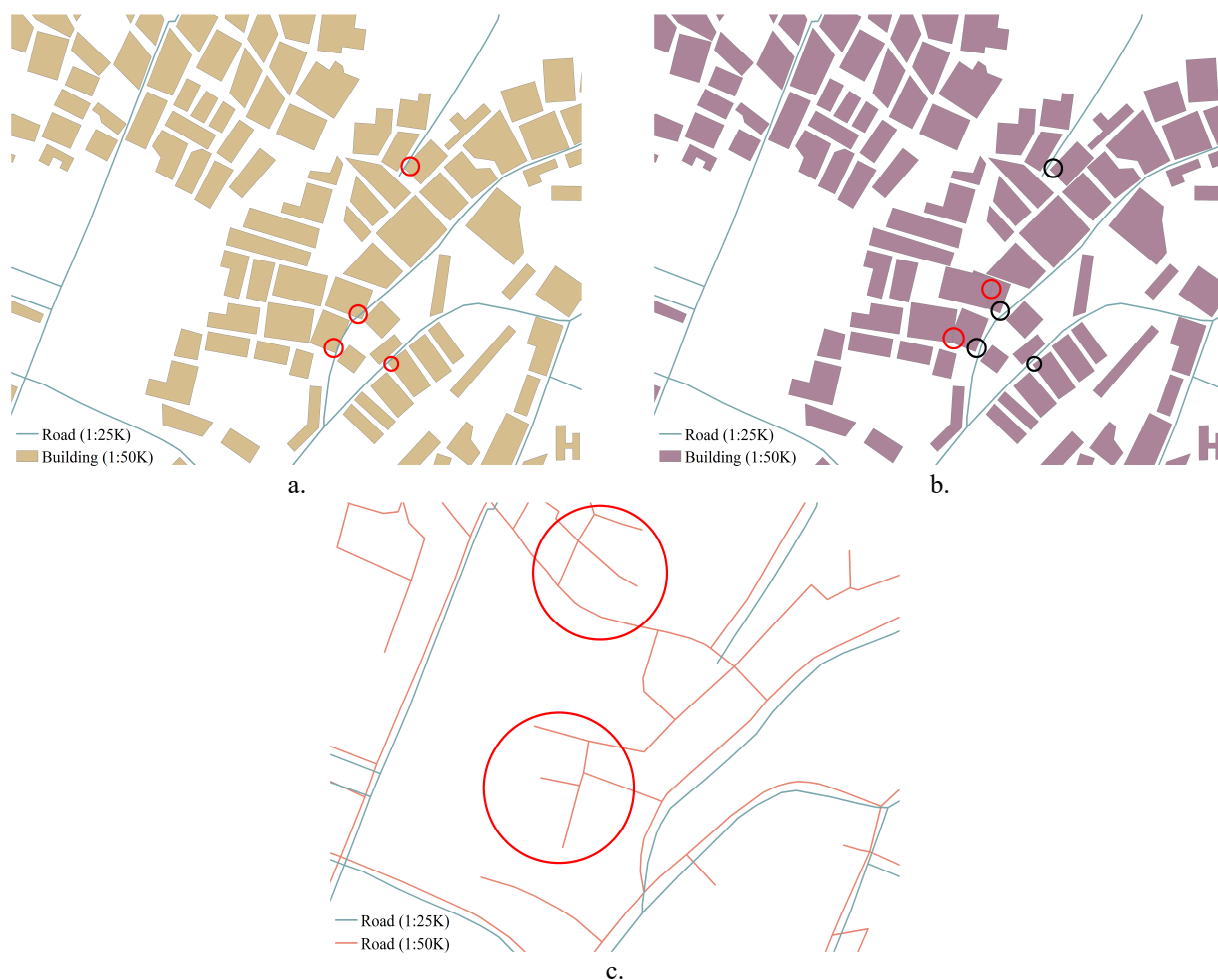 Road (1:25K)
Building (1:50K)
a.
Road (1:25K)
Building (1:50K)
b.
Road (1:25K)
Road (1:50K)
c.